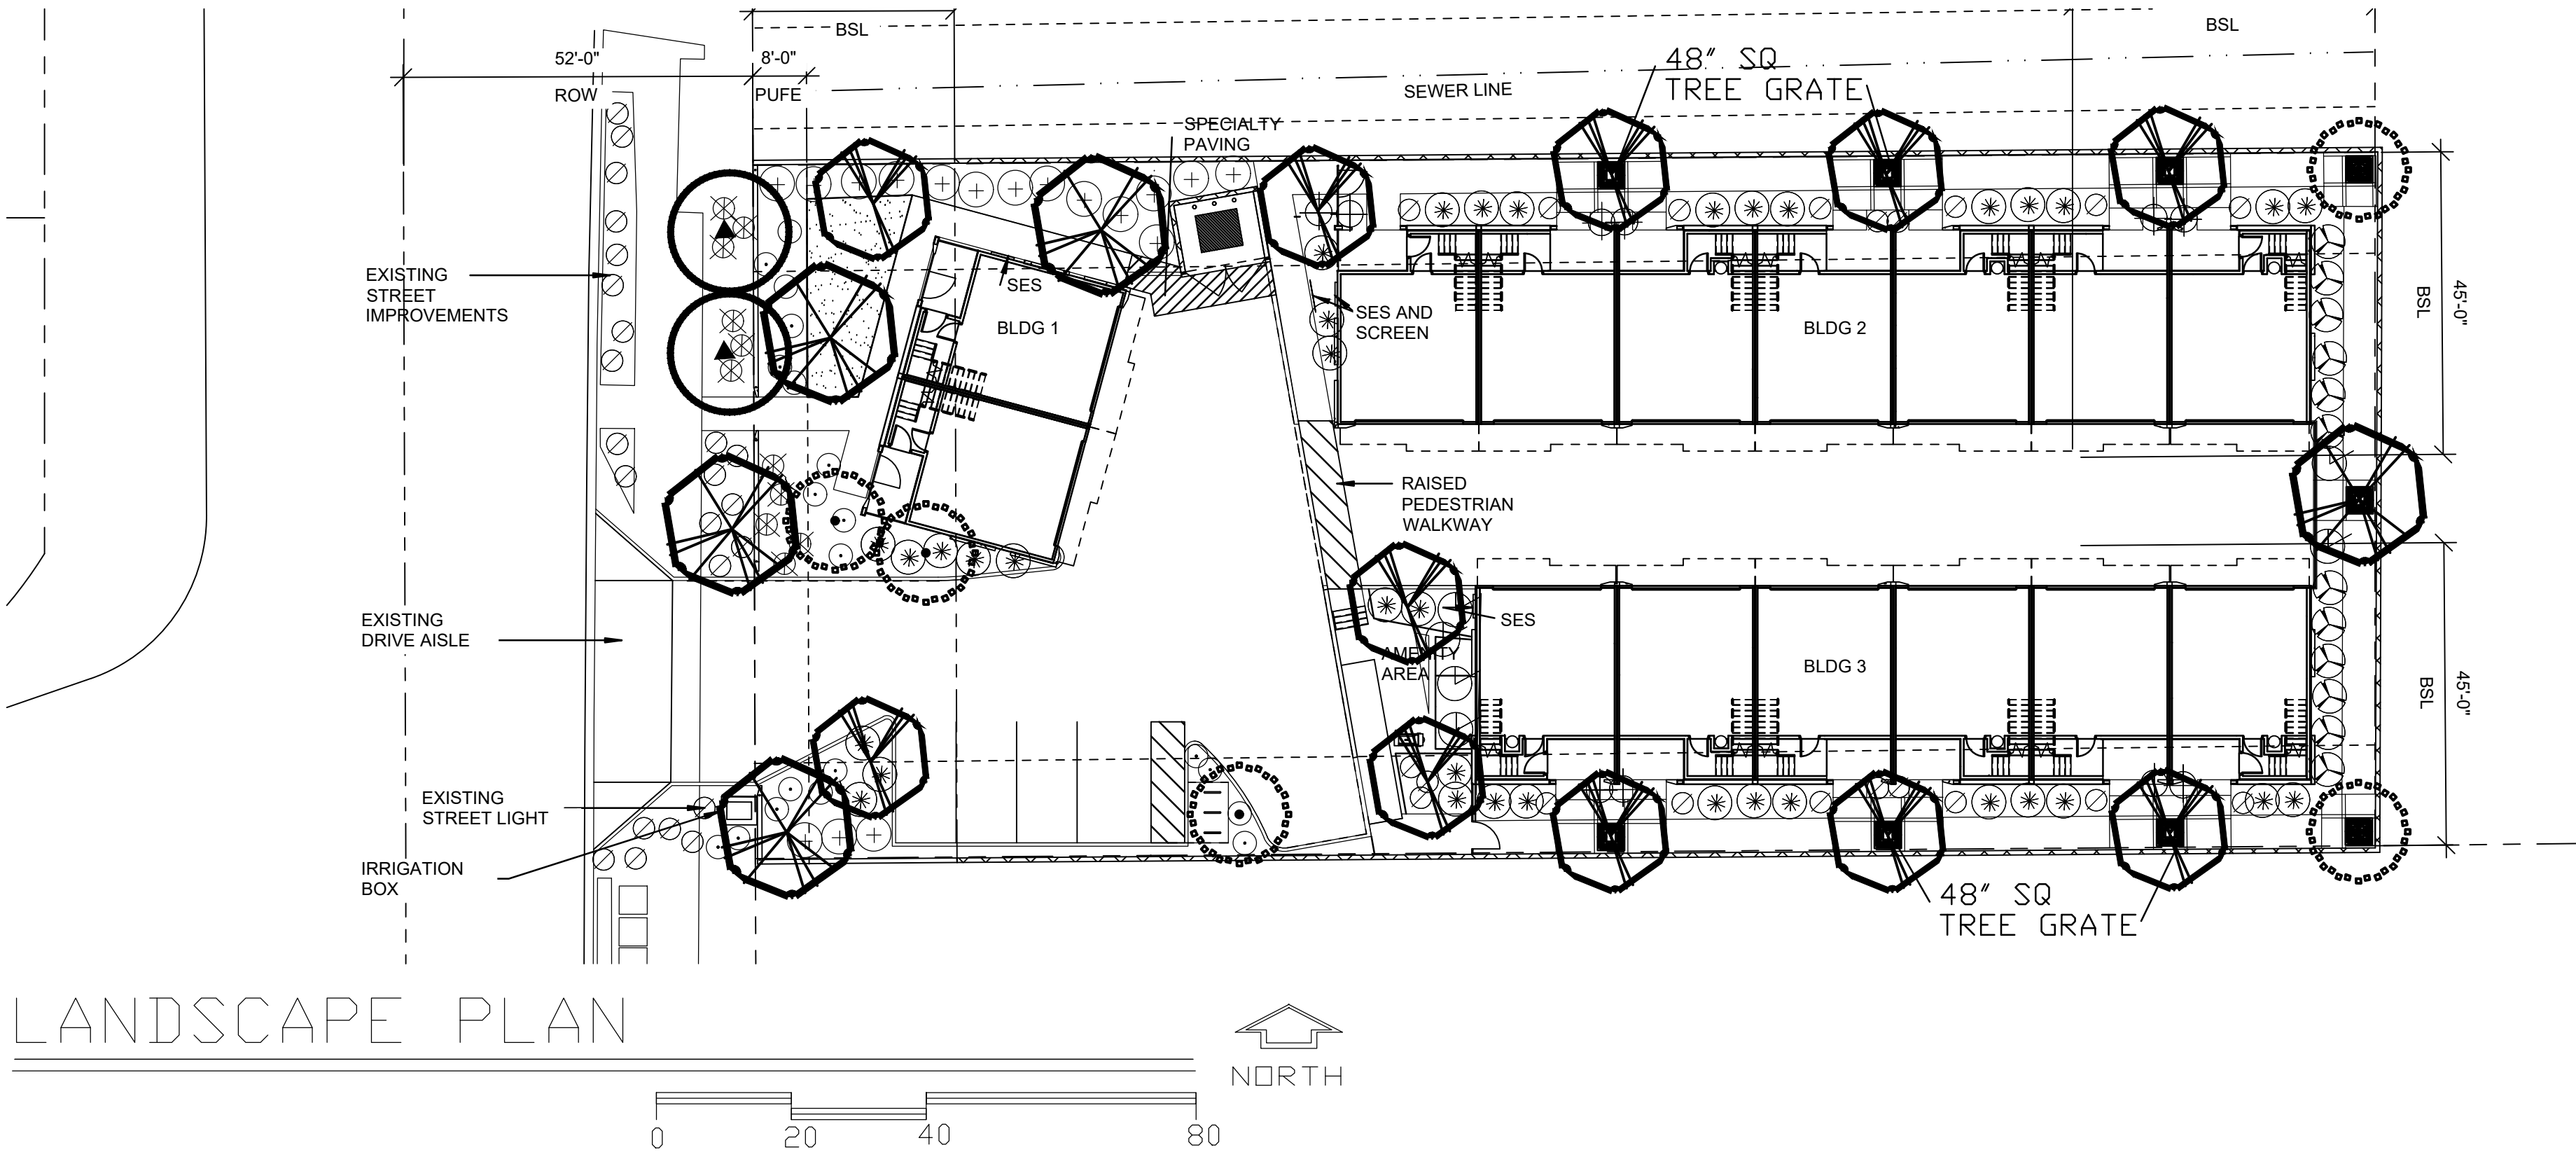 BSL
BSL
52'-0"
8'-0"
48" SQ
TREE GRATE
ROW
PUFE
SEWER LINE
SPECIALTY
PAVING
EXISTING
STREET
IMPROVEMENTS
SES
BLDG 1
SES AND
SCREEN
BLDG 2
BSL
45'-0"
RAISED
PEDESTRIAN
WALKWAY
EXISTING
DRIVE AISLE
SES
AMENITY
AREA
BLDG 3
BSL
45'-0"
EXISTING
STREET LIGHT
IRRIGATION
BOX
48" SQ
TREE GRATE
LANDSCAPE PLAN
NORTH
0 20 40 80